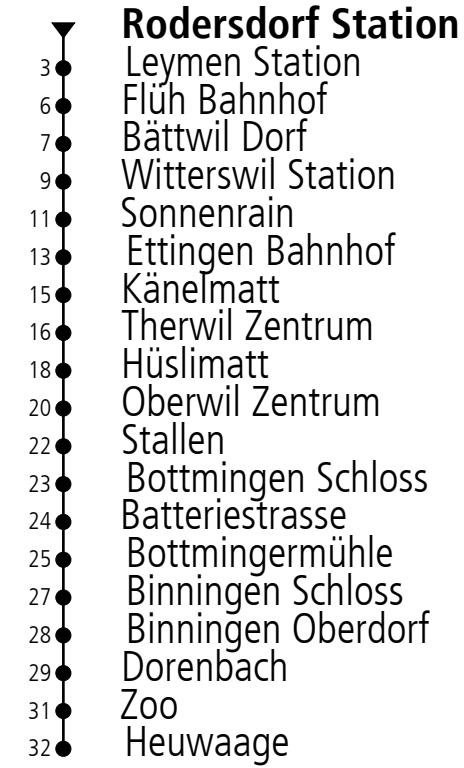 Rodersdorf Station
3 Leymen Station
6 Flüh Bahnhof
7 Bättwil Dorf
9 Witterswil Station
11 Sonnenrain
13 Ettingen Bahnhof
15 Känelmatt
16 Therwil Zentrum
18 Hüslimatt
20 Oberwil Zentrum
22 Stallen
23 Bottmingen Schloss
24 Batteriestrasse
25 Bottmingermühle
27 Binningen Schloss
28 Binningen Oberdorf
29 Dorenbach
31 Zoo
32 Heuwaage